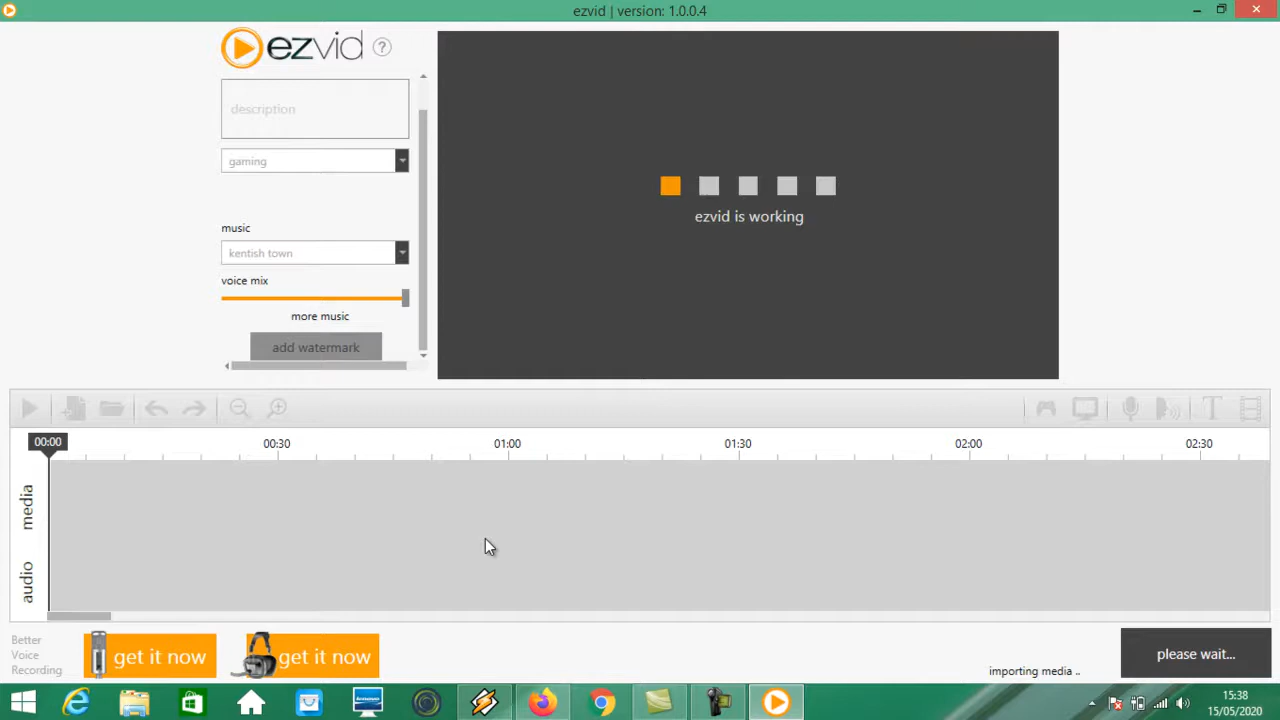 ezvid | version: 1.0.0.4
ezvid ?
description
gaming
music
kentish town
voice mix
more music
add watermark
ezvid is working
00:00 00:30 01:00 01:30 02:00 02:30
media
audio
Better
Voice
Recording
get it now
get it now
importing media ..
please wait...
15:38
15/05/2020